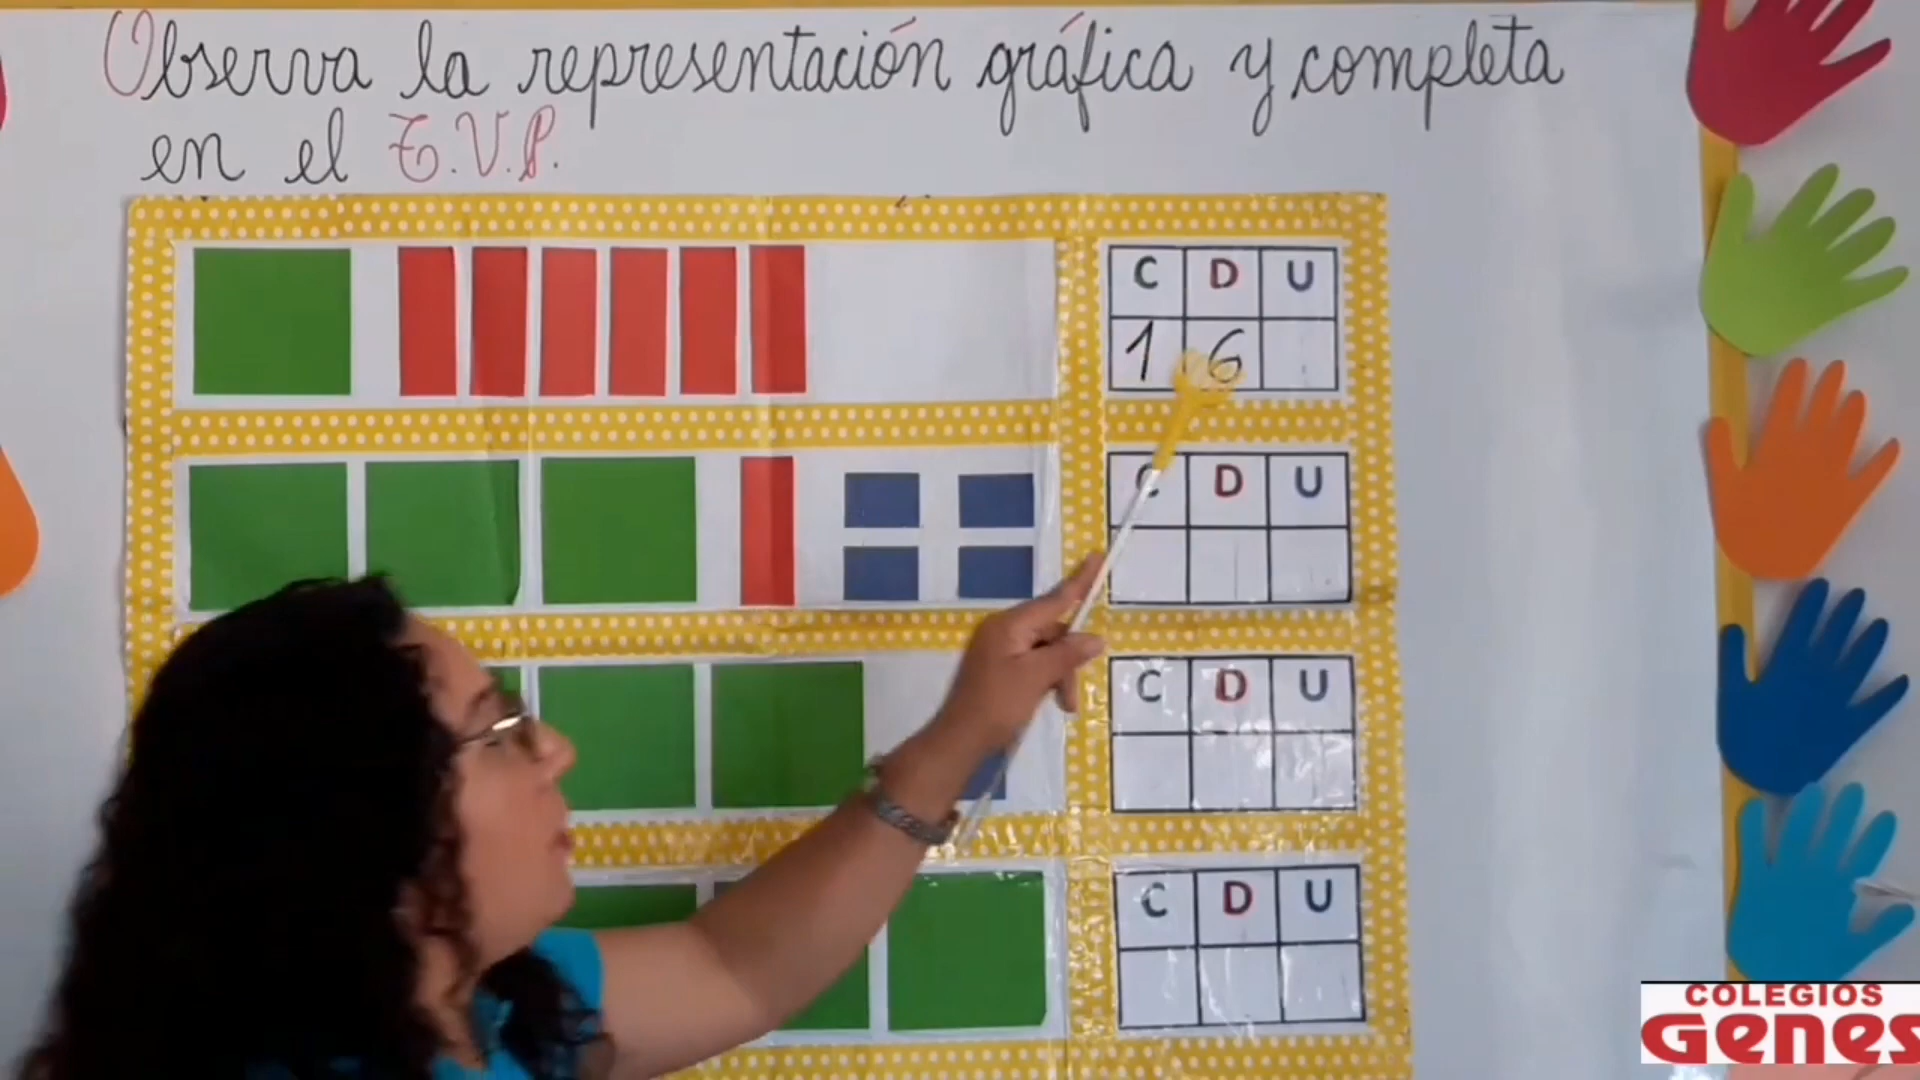 Observa la representación gráfica y completa
en el T.V.P.
C D U
1 6
C D U
C D U
C D U
COLEGIOS
Genes